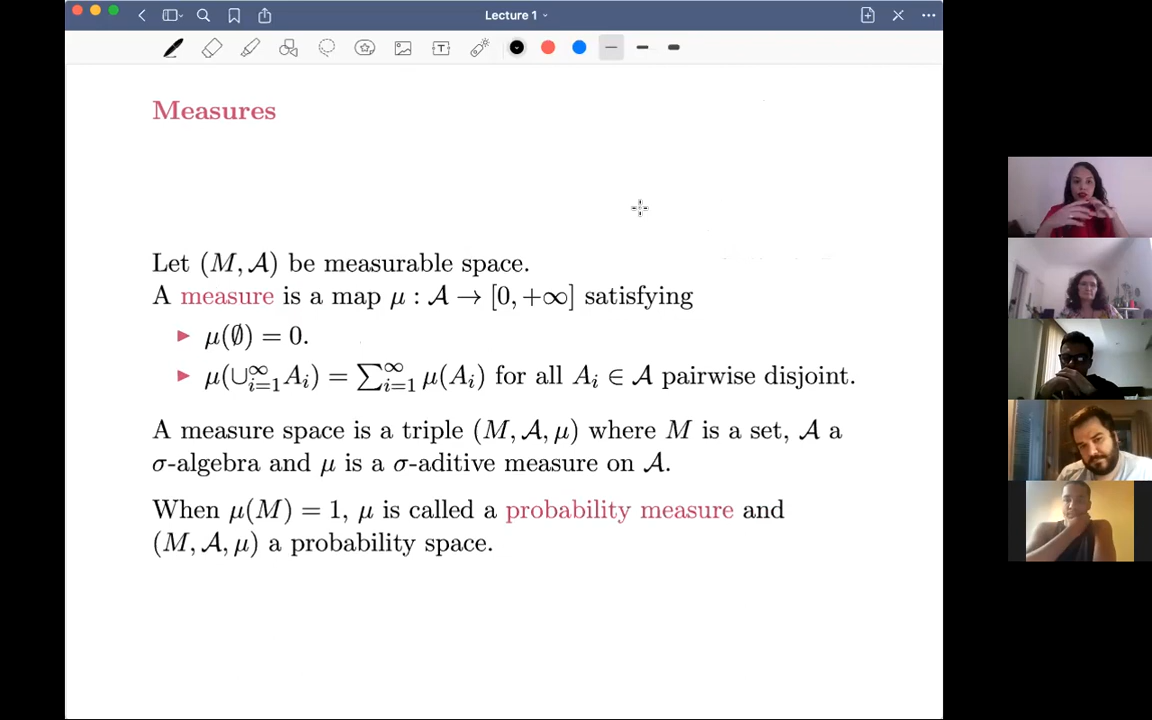 Lecture 1
T
Measures
Let (M, 𝒜) be measurable space.
A measure is a map μ : 𝒜 → [0, +∞] satisfying
▶ μ(∅) = 0.
▶ μ(∪_{i=1}^{∞} A_i) = ∑_{i=1}^{∞} μ(A_i) for all A_i ∈ 𝒜 pairwise disjoint.
A measure space is a triple (M, 𝒜, μ) where M is a set, 𝒜 a
σ-algebra and μ is a σ-aditive measure on 𝒜.
When μ(M) = 1, μ is called a probability measure and
(M, 𝒜, μ) a probability space.